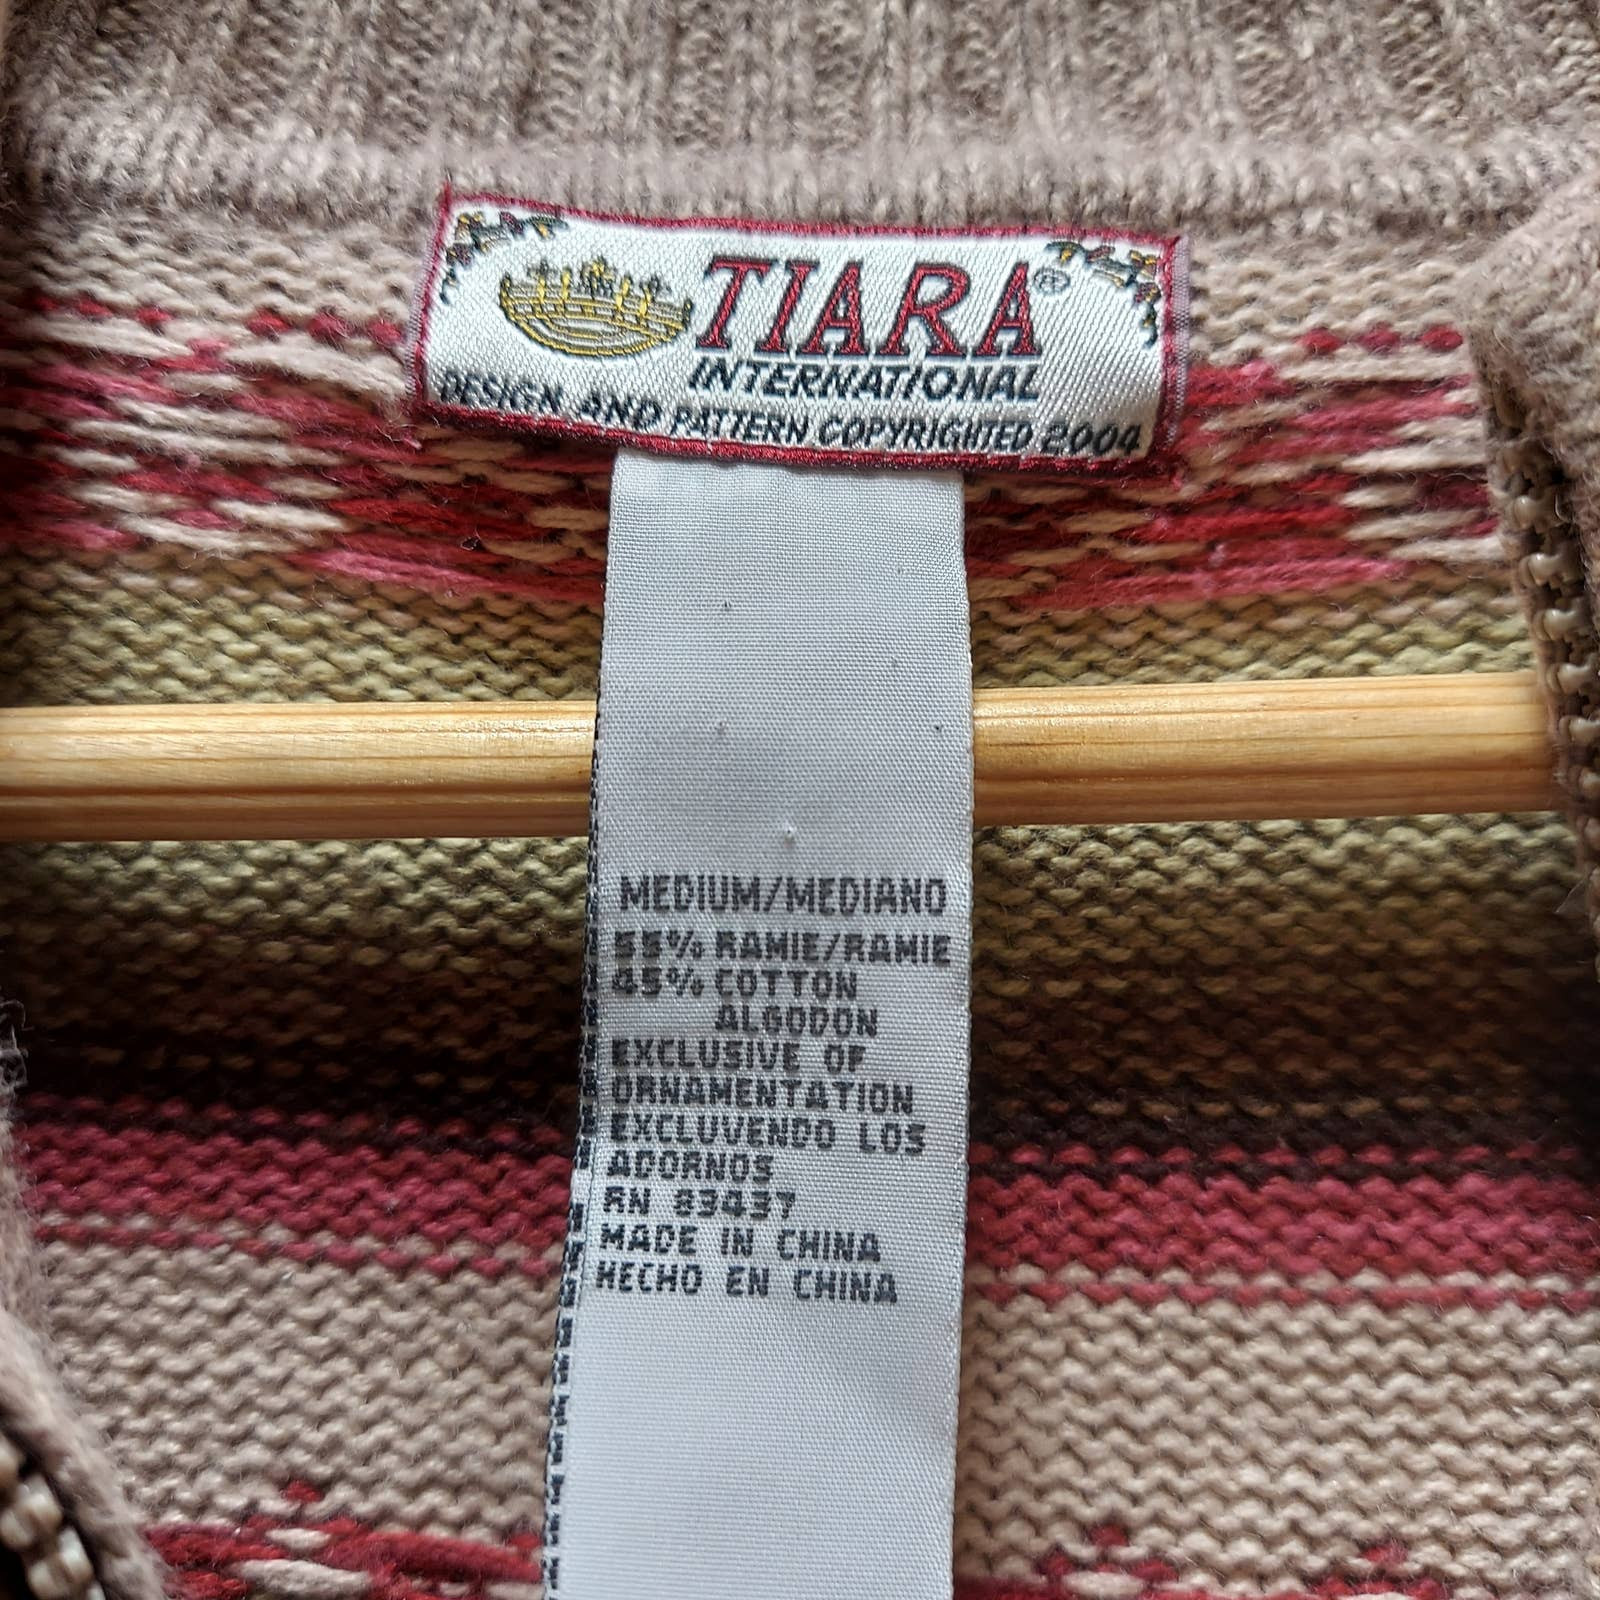 TIARA®
INTERNATIONAL
DESIGN AND PATTERN COPYRIGHTED 2004
MEDIUM/MEDIANO
55% RAMIE/RAMIE
45% COTTON
ALGODON
EXCLUSIVE OF
ORNAMENTATION
EXCLUVENDO LOS
ADORNOS
RN 83437
MADE IN CHINA
HECHO EN CHINA